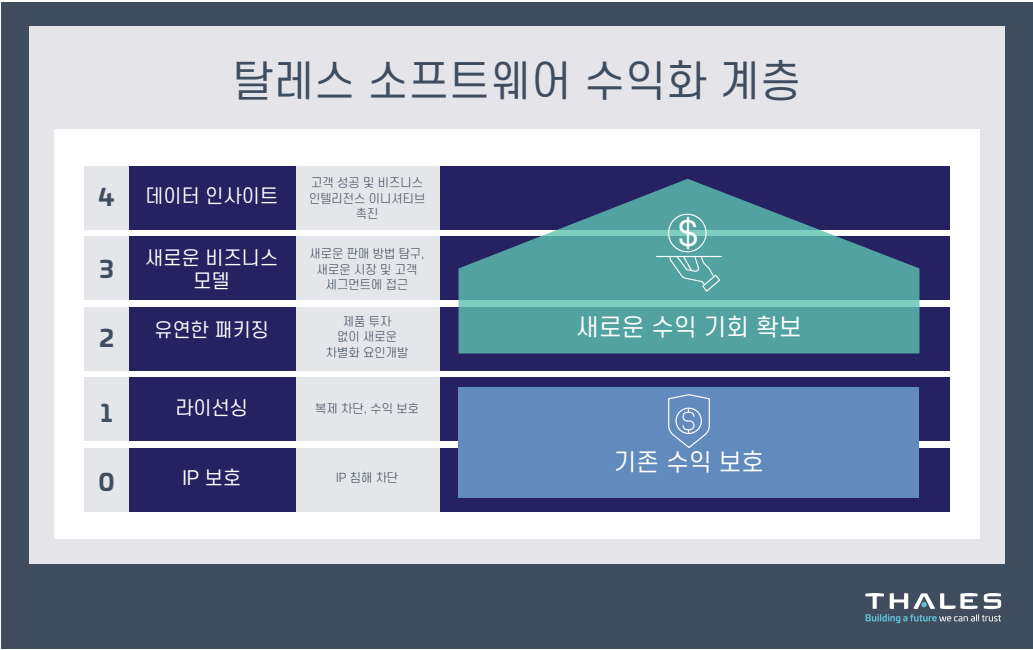 탈레스 소프트웨어 수익화 계층
4
데이터 인사이트
고객 성공 및 비즈니스
인텔리전스 이니셔티브
촉진
3
새로운 비즈니스
모델
새로운 판매 방법 탐구,
새로운 시장 및 고객
세그먼트에 접근
$
2
유연한 패키징
제품 투자
없이 새로운
차별화 요인개발
새로운 수익 기회 확보
1
라이선싱
복제 차단, 수익 보호
$
기존 수익 보호
0
IP 보호
IP 침해 차단
THALES
Building a future we can all trust